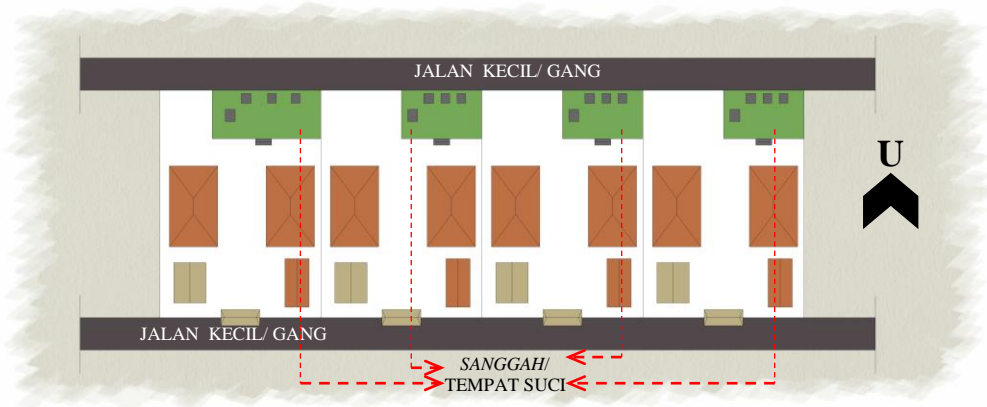 JALAN KECIL/ GANG
U
JALAN KECIL/ GANG
SANGGAH/
TEMPAT SUCI